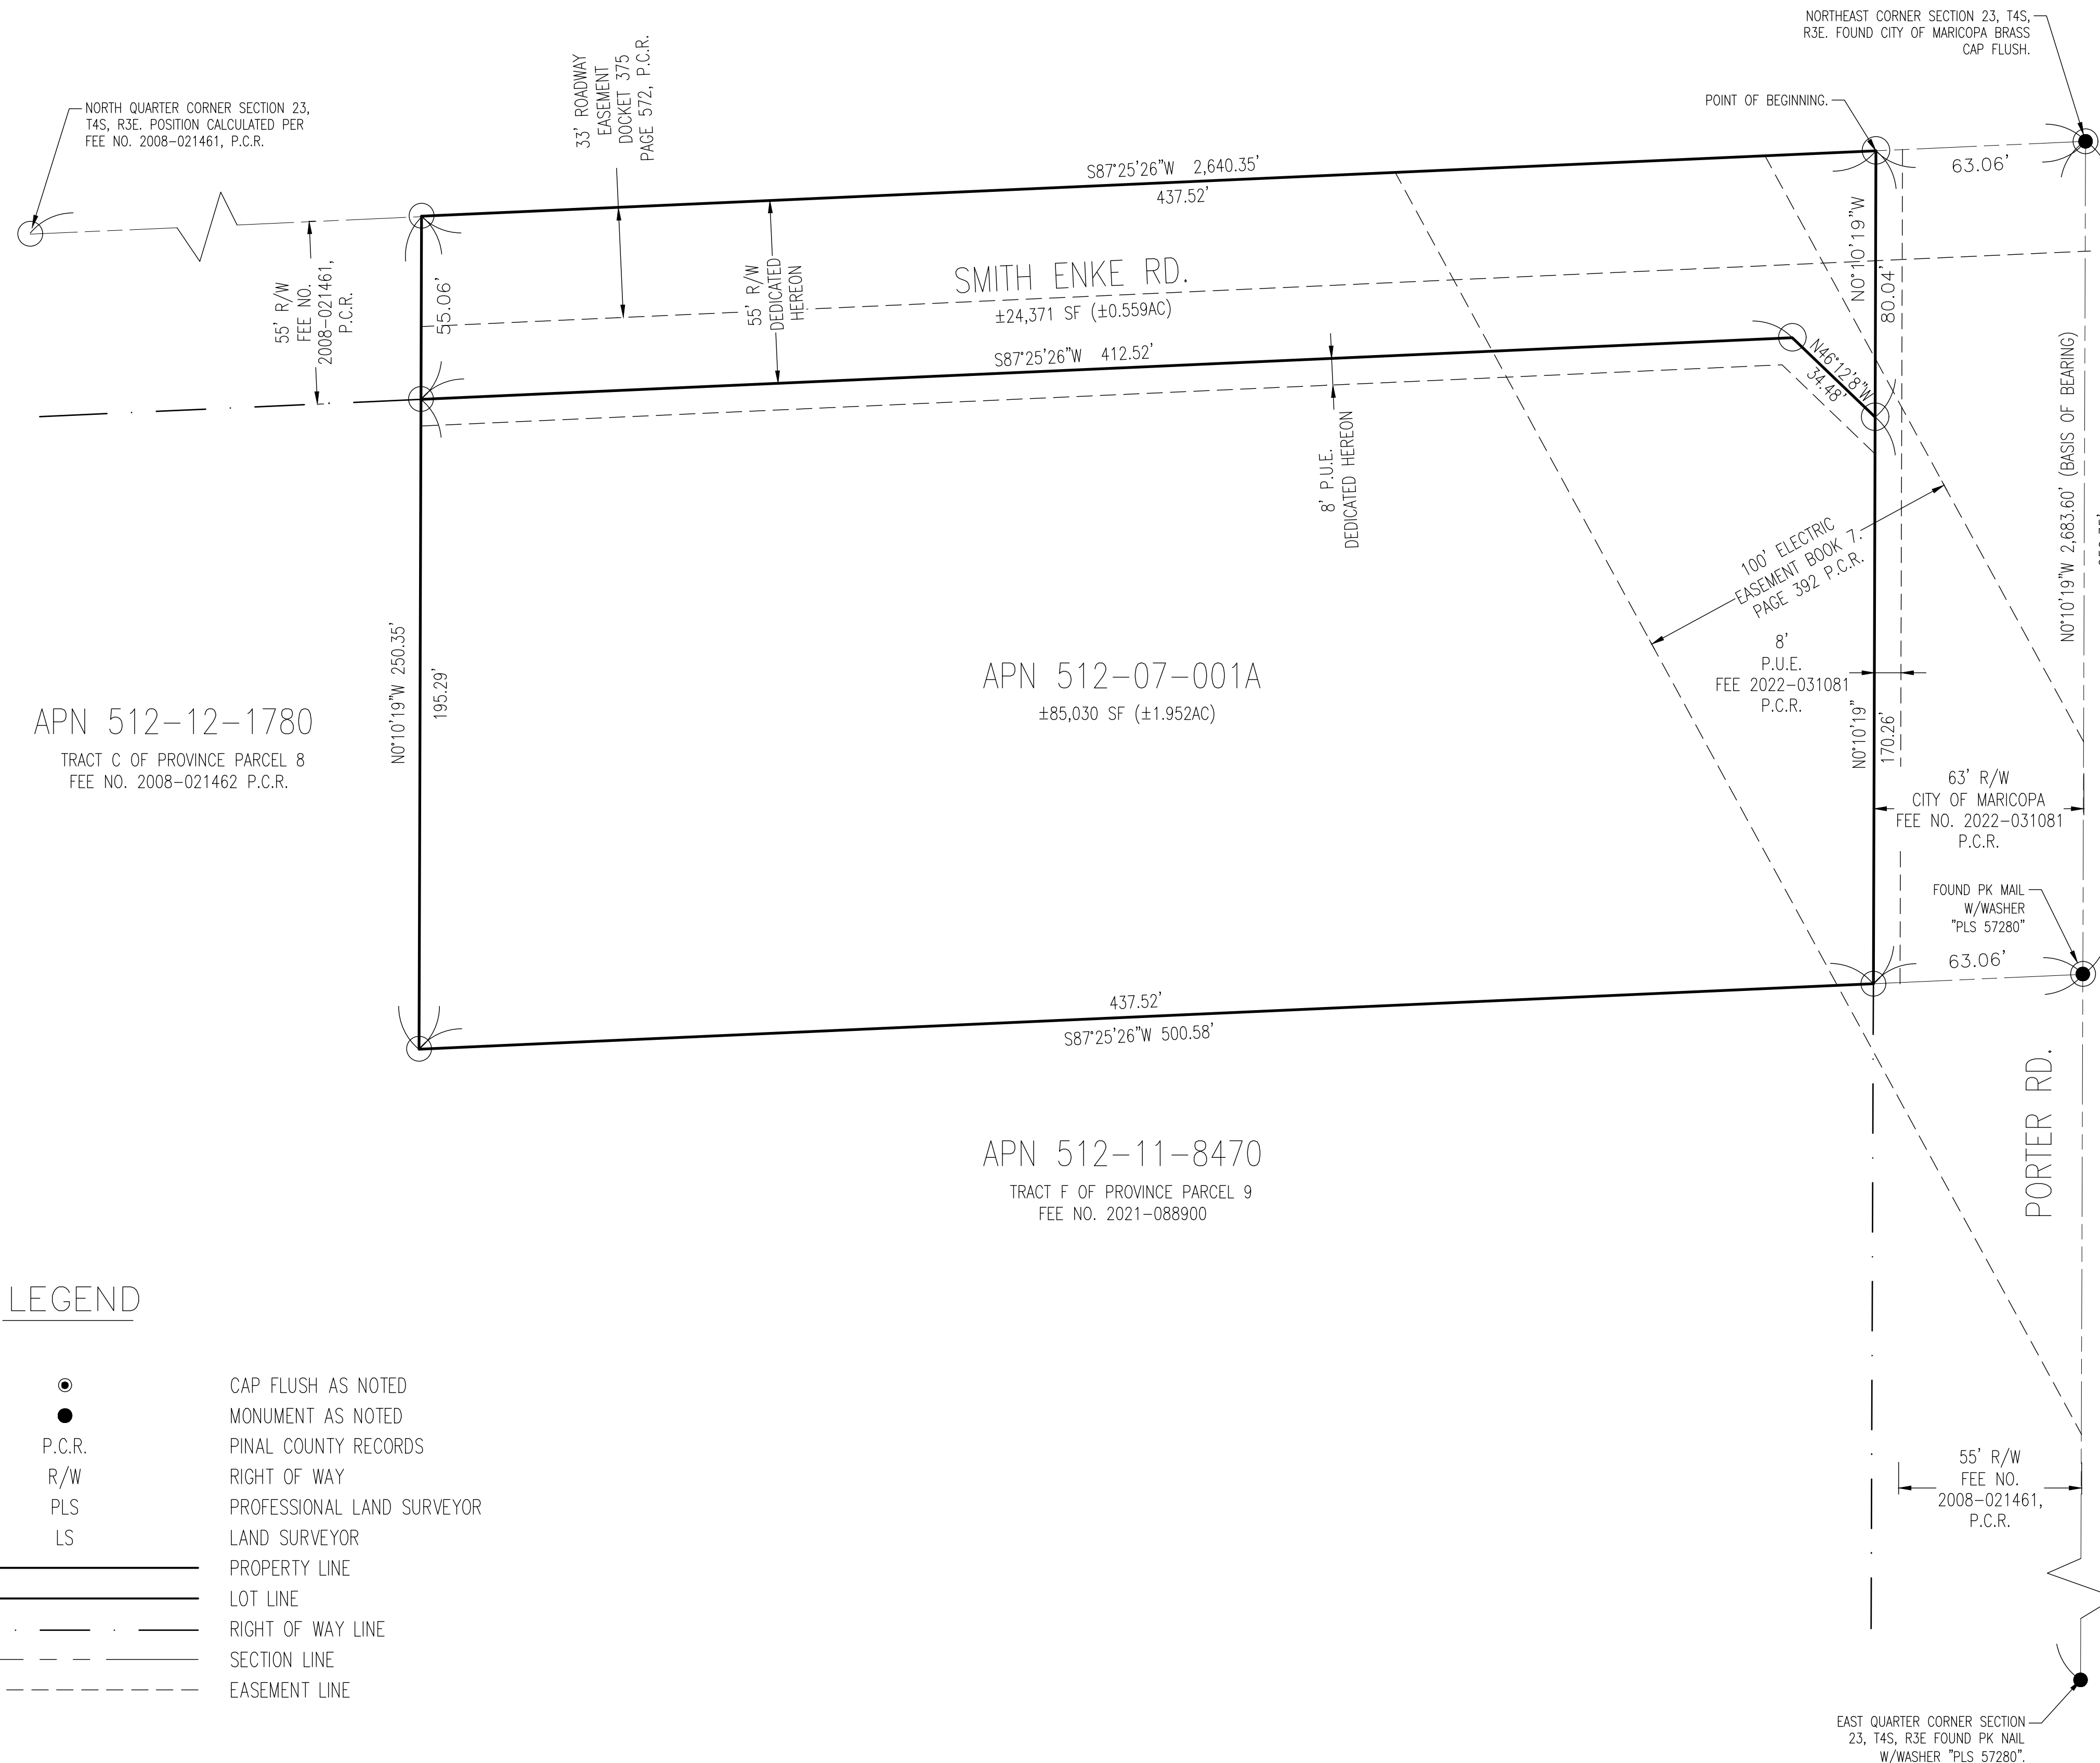 NORTHEAST CORNER SECTION 23, T4S,
R3E. FOUND CITY OF MARICOPA BRASS
CAP FLUSH.
POINT OF BEGINNING.
63.06'
NORTH QUARTER CORNER SECTION 23,
T4S, R3E. POSITION CALCULATED PER
FEE NO. 2008-021461, P.C.R.
33' ROADWAY
EASEMENT
DOCKET 375
PAGE 572, P.C.R.
S87°25'26"W 2,640.35'
437.52'
55' R/W
FEE NO.
2008-021461,
P.C.R.
55.06'
55' R/W
DEDICATED
HEREON
SMITH ENKE RD.
±24,371 SF (±0.559AC)
S87°25'26"W 412.52'
N0°10'19"W
80.04'
N46°12'8"W
34.48'
8' P.U.E.
DEDICATED HEREON
N0°10'19"W 2,683.60' (BASIS OF BEARING)
100' ELECTRIC
EASEMENT BOOK 7.
PAGE 392 P.C.R.
8'
P.U.E.
FEE 2022-031081
P.C.R.
N0°10'19"W 250.35'
195.29'
APN 512-07-001A
±85,030 SF (±1.952AC)
N0°10'19"
170.26'
APN 512-12-1780
TRACT C OF PROVINCE PARCEL 8
FEE NO. 2008-021462 P.C.R.
63' R/W
CITY OF MARICOPA
FEE NO. 2022-031081
P.C.R.
FOUND PK MAIL
W/WASHER
"PLS 57280"
63.06'
437.52'
S87°25'26"W 500.58'
PORTER RD.
APN 512-11-8470
TRACT F OF PROVINCE PARCEL 9
FEE NO. 2021-088900
55' R/W
FEE NO.
2008-021461,
P.C.R.
LEGEND
CAP FLUSH AS NOTED
MONUMENT AS NOTED
P.C.R. PINAL COUNTY RECORDS
R/W RIGHT OF WAY
PLS PROFESSIONAL LAND SURVEYOR
LS LAND SURVEYOR
PROPERTY LINE
LOT LINE
RIGHT OF WAY LINE
SECTION LINE
EASEMENT LINE
EAST QUARTER CORNER SECTION
23, T4S, R3E FOUND PK NAIL
W/WASHER "PLS 57280".